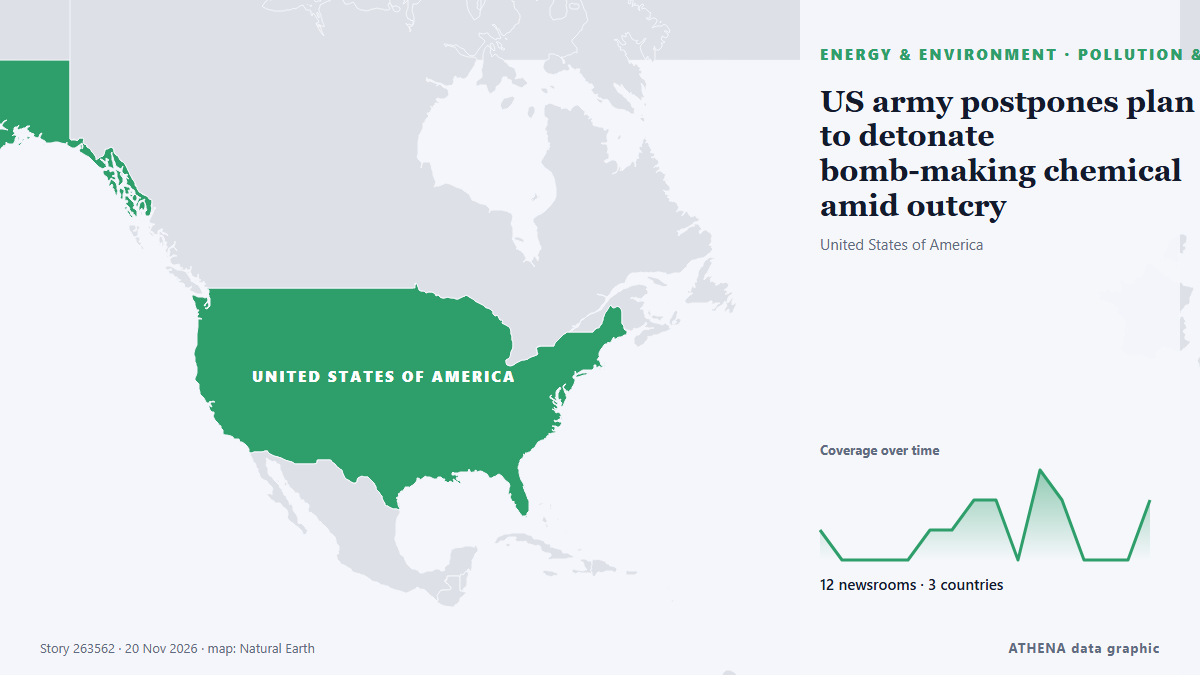 ENERGY & ENVIRONMENT · POLLUTION &
US army postpones plan
to detonate
bomb-making chemical
amid outcry
United States of America
UNITED STATES OF AMERICA
Coverage over time
12 newsrooms · 3 countries
Story 263562 · 20 Nov 2026 · map: Natural Earth
ATHENA data graphic